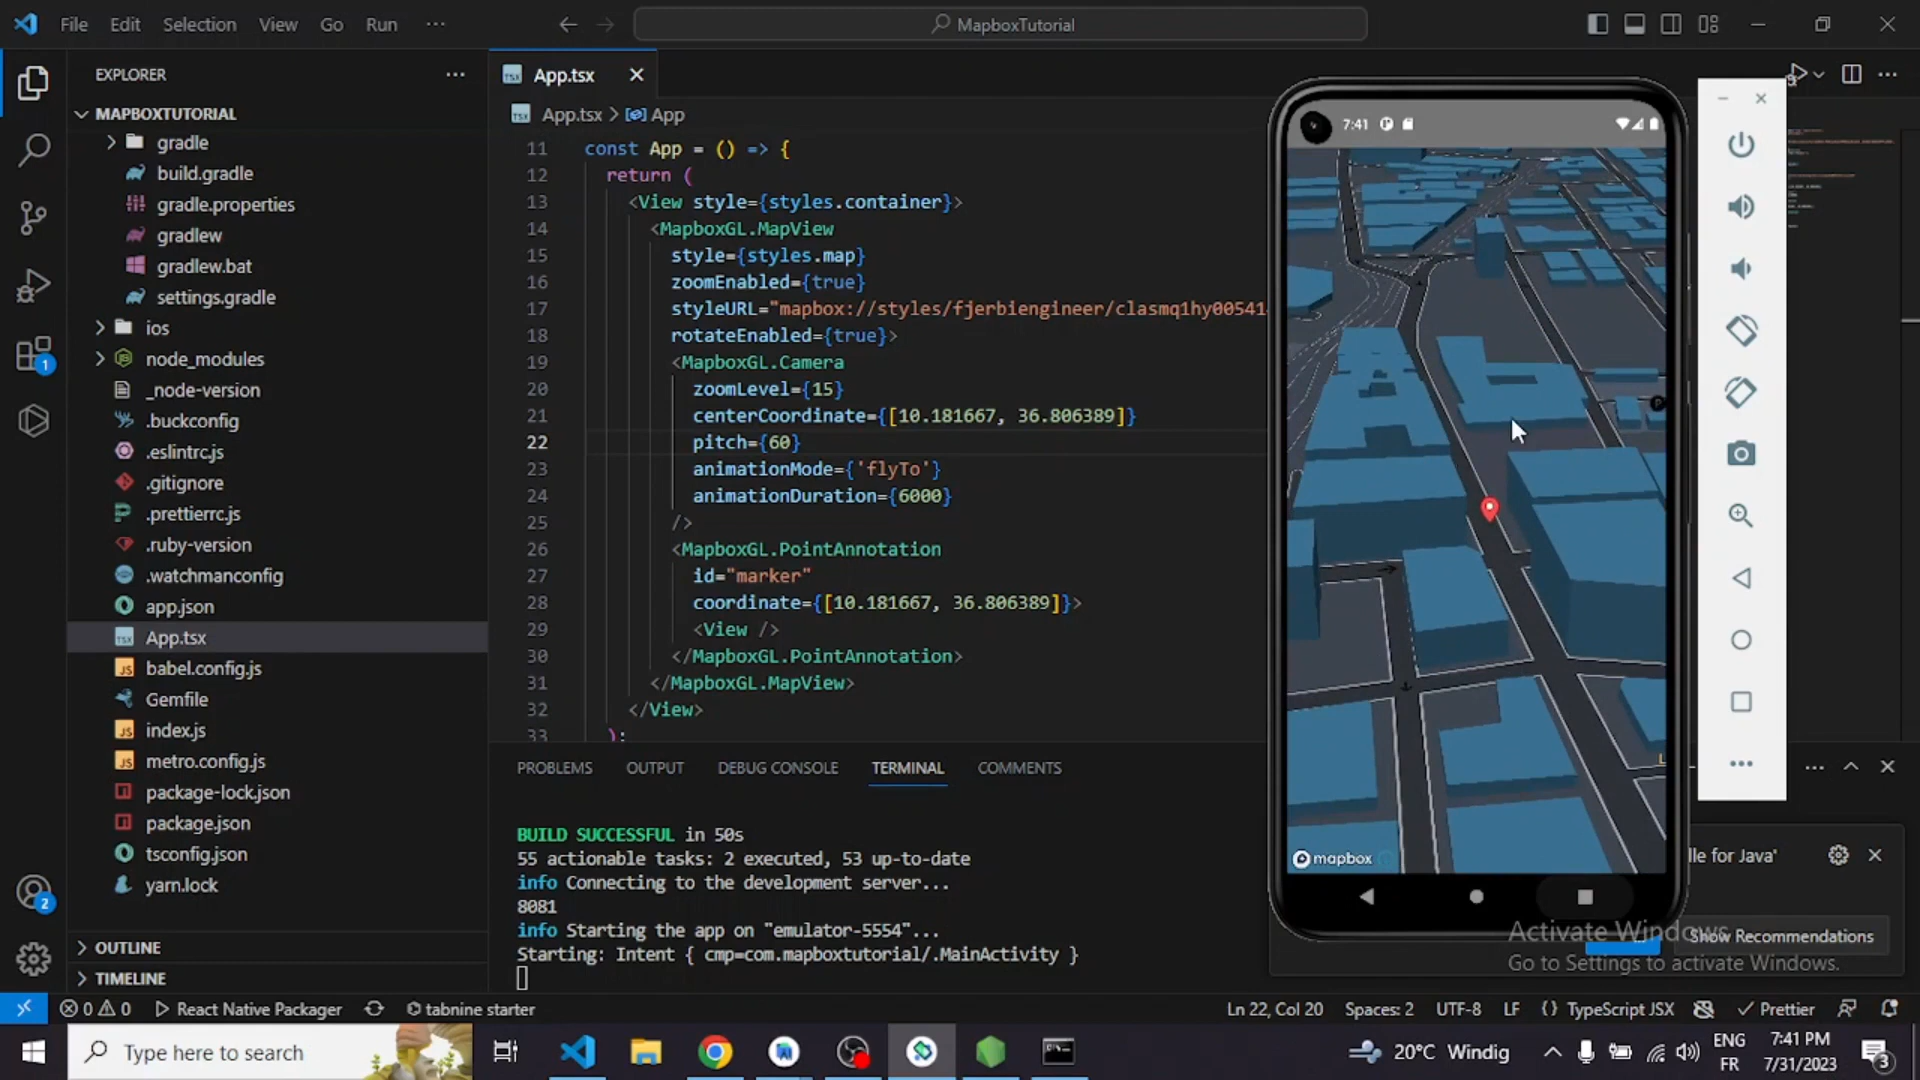 File Edit Selection View Go Run ···
MapboxTutorial
EXPLORER
MAPBOXTUTORIAL
gradle
build.gradle
gradle.properties
gradlew
gradlew.bat
settings.gradle
ios
node_modules
_node-version
.buckconfig
.eslintrc.js
.gitignore
.prettierrc.js
.ruby-version
.watchmanconfig
app.json
App.tsx
babel.config.js
Gemfile
index.js
metro.config.js
package-lock.json
package.json
tsconfig.json
yarn.lock
OUTLINE
TIMELINE
App.tsx
App.tsx > App
11 const App = () => {
12 return (
13 <View style={styles.container}>
14 <MapboxGL.MapView
15 style={styles.map}
16 zoomEnabled={true}
17 styleURL="mapbox://styles/fjerbiengineer/clasmq1hy00541
18 rotateEnabled={true}>
19 <MapboxGL.Camera
20 zoomLevel={15}
21 centerCoordinate={[10.181667, 36.806389]}
22 pitch={60}
23 animationMode={'flyTo'}
24 animationDuration={6000}
25 />
26 <MapboxGL.PointAnnotation
27 id="marker"
28 coordinate={[10.181667, 36.806389]}>
29 <View />
30 </MapboxGL.PointAnnotation>
31 </MapboxGL.MapView>
32 </View>
33 );
7:41
mapbox
PROBLEMS OUTPUT DEBUG CONSOLE TERMINAL COMMENTS
BUILD SUCCESSFUL in 50s
55 actionable tasks: 2 executed, 53 up-to-date
info Connecting to the development server...
8081
info Starting the app on "emulator-5554"...
Starting: Intent { cmp=com.mapboxtutorial/.MainActivity }
lle for Java'
Show Recommendations
Activate Windows
Go to Settings to activate Windows.
1
2
0 0 React Native Packager tabnine starter Ln 22, Col 20 Spaces: 2 UTF-8 LF {} TypeScript JSX Prettier
Type here to search
20°C Windig
ENG
FR
7:41 PM
7/31/2023
3